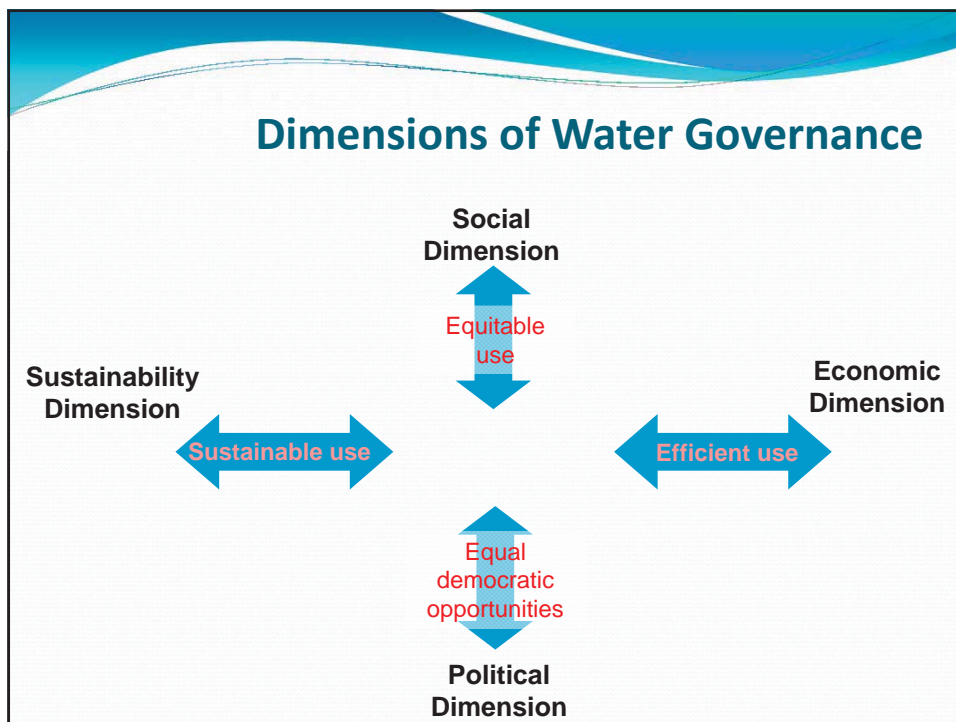 Dimensions of Water Governance
Social
Dimension
Equitable
use
Sustainability
Dimension
Sustainable use
Economic
Dimension
Efficient use
Equal
democratic
opportunities
Political
Dimension